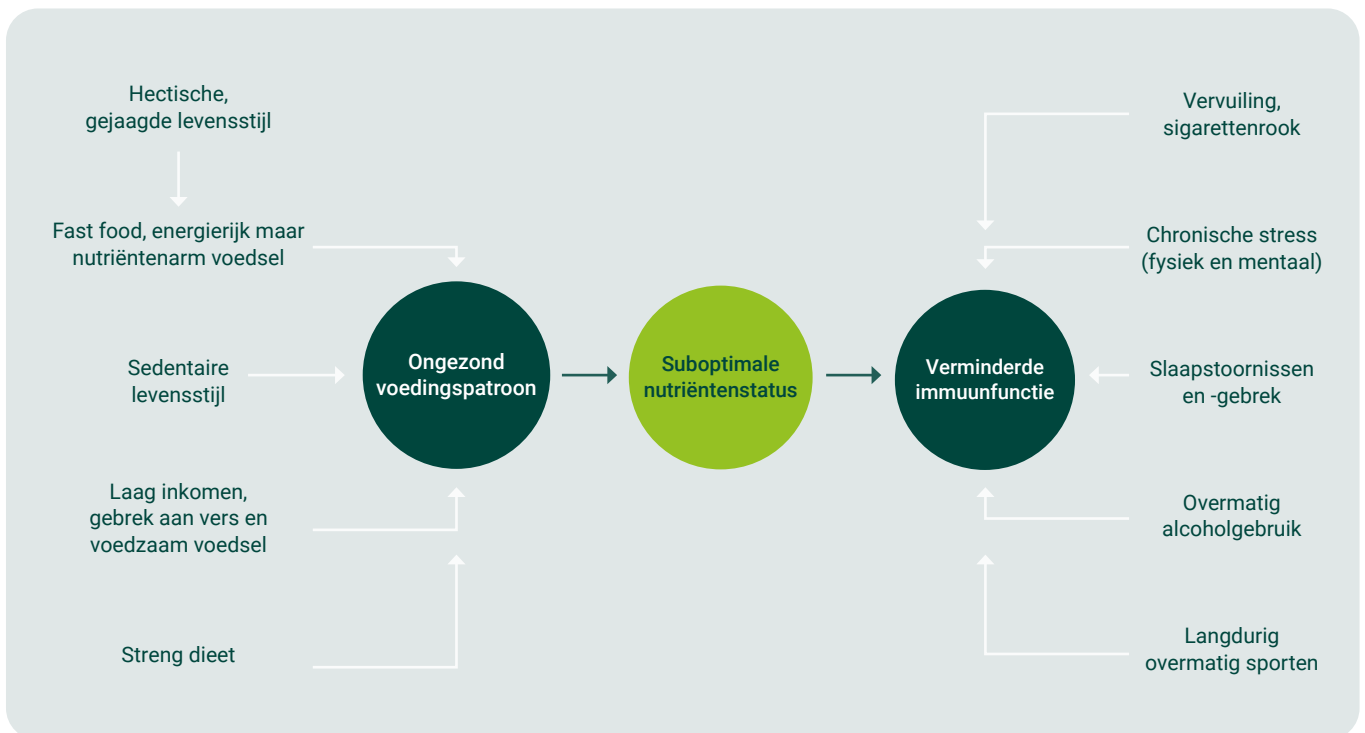 Hectische,
gejaagde levensstijl
Fast food, energierijk maar
nutriëntenarm voedsel
Sedentaire
levensstijl
Laag inkomen,
gebrek aan vers en
voedzaam voedsel
Streng dieet
Ongezond
voedingspatroon
Suboptimale
nutriëntenstatus
Verminderde
immuunfunctie
Vervuiling,
sigarettenrook
Chronische stress
(fysiek en mentaal)
Slaapstoornissen
en -gebrek
Overmatig
alcoholgebruik
Langdurig
overmatig sporten